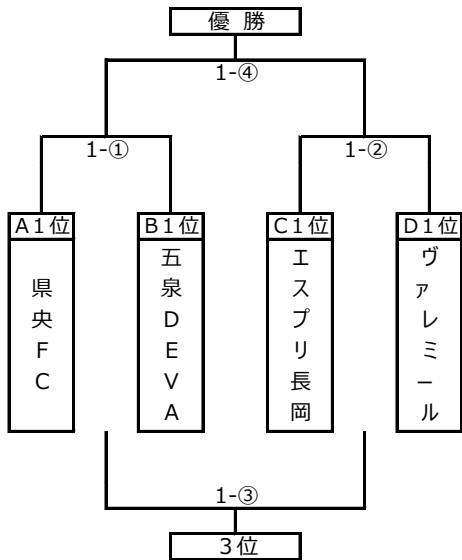 優勝
1-④
1-① 1-②
A1位 B1位 C1位 D1位
県央FC
五泉DEVA
エスプリ長岡
ヴァレミール
1-③
3位